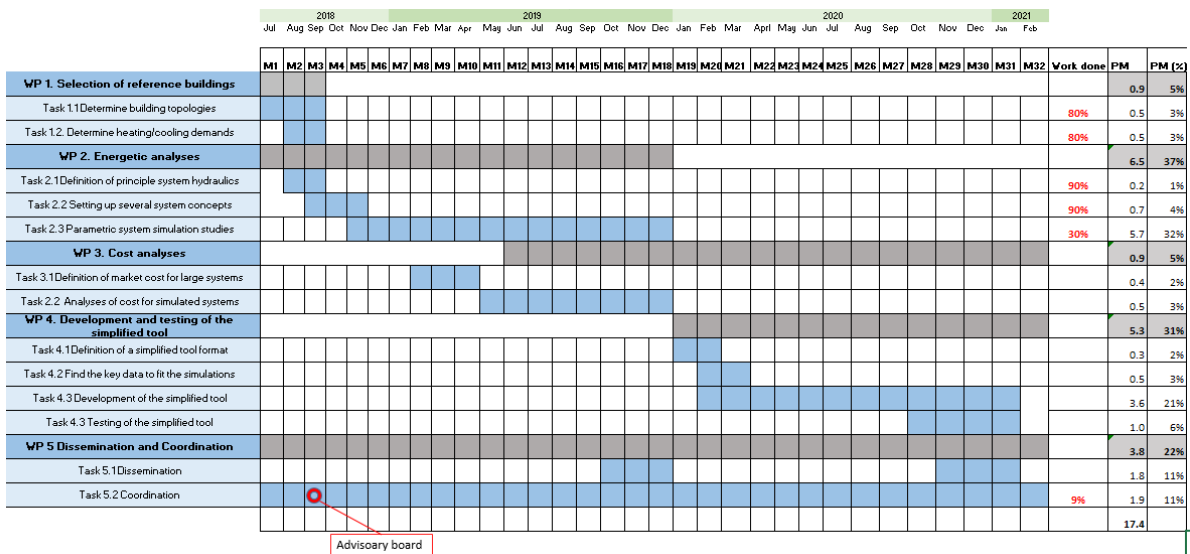 2018 2019 2020 2021
Jul Aug Sep Oct Nov Dec Jan Feb Mar Apr May Jun Jul Aug Sep Oct Nov Dec Jan Feb Mar Aprl May Jun Jul Aug Sep Oct Nov Dec Jan Feb
M1 M2 M3 M4 M5 M6 M7 M8 M9 M10 M11 M12 M13 M14 M15 M16 M17 M18 M19 M20 M21 M22 M23 M24 M25 M26 M27 M28 M29 M30 M31 M32 Work done PM PM (%)
WP 1. Selection of reference buildings 0.9 5%
Task 1.1 Determine building topologies 80% 0.5 3%
Task 1.2. Determine heating/cooling demands 80% 0.5 3%
WP 2. Energetic analyses 6.5 37%
Task 2.1 Definition of principle system hydraulics 90% 0.2 1%
Task 2.2 Setting up several system concepts 90% 0.7 4%
Task 2.3 Parametric system simulation studies 30% 5.7 32%
WP 3. Cost analyses 0.9 5%
Task 3.1 Definition of market cost for large systems 0.4 2%
Task 2.2 Analyses of cost for simulated systems 0.5 3%
WP 4. Development and testing of the
simplified tool 5.3 31%
Task 4.1 Definition of a simplified tool format 0.3 2%
Task 4.2 Find the key data to fit the simulations 0.5 3%
Task 4.3 Development of the simplified tool 3.6 21%
Task 4.3 Testing of the simplified tool 1.0 6%
WP 5 Dissemination and Coordination 3.8 22%
Task 5.1 Dissemination 1.8 11%
Task 5.2 Coordination 9% 1.9 11%
17.4
Advisoary board